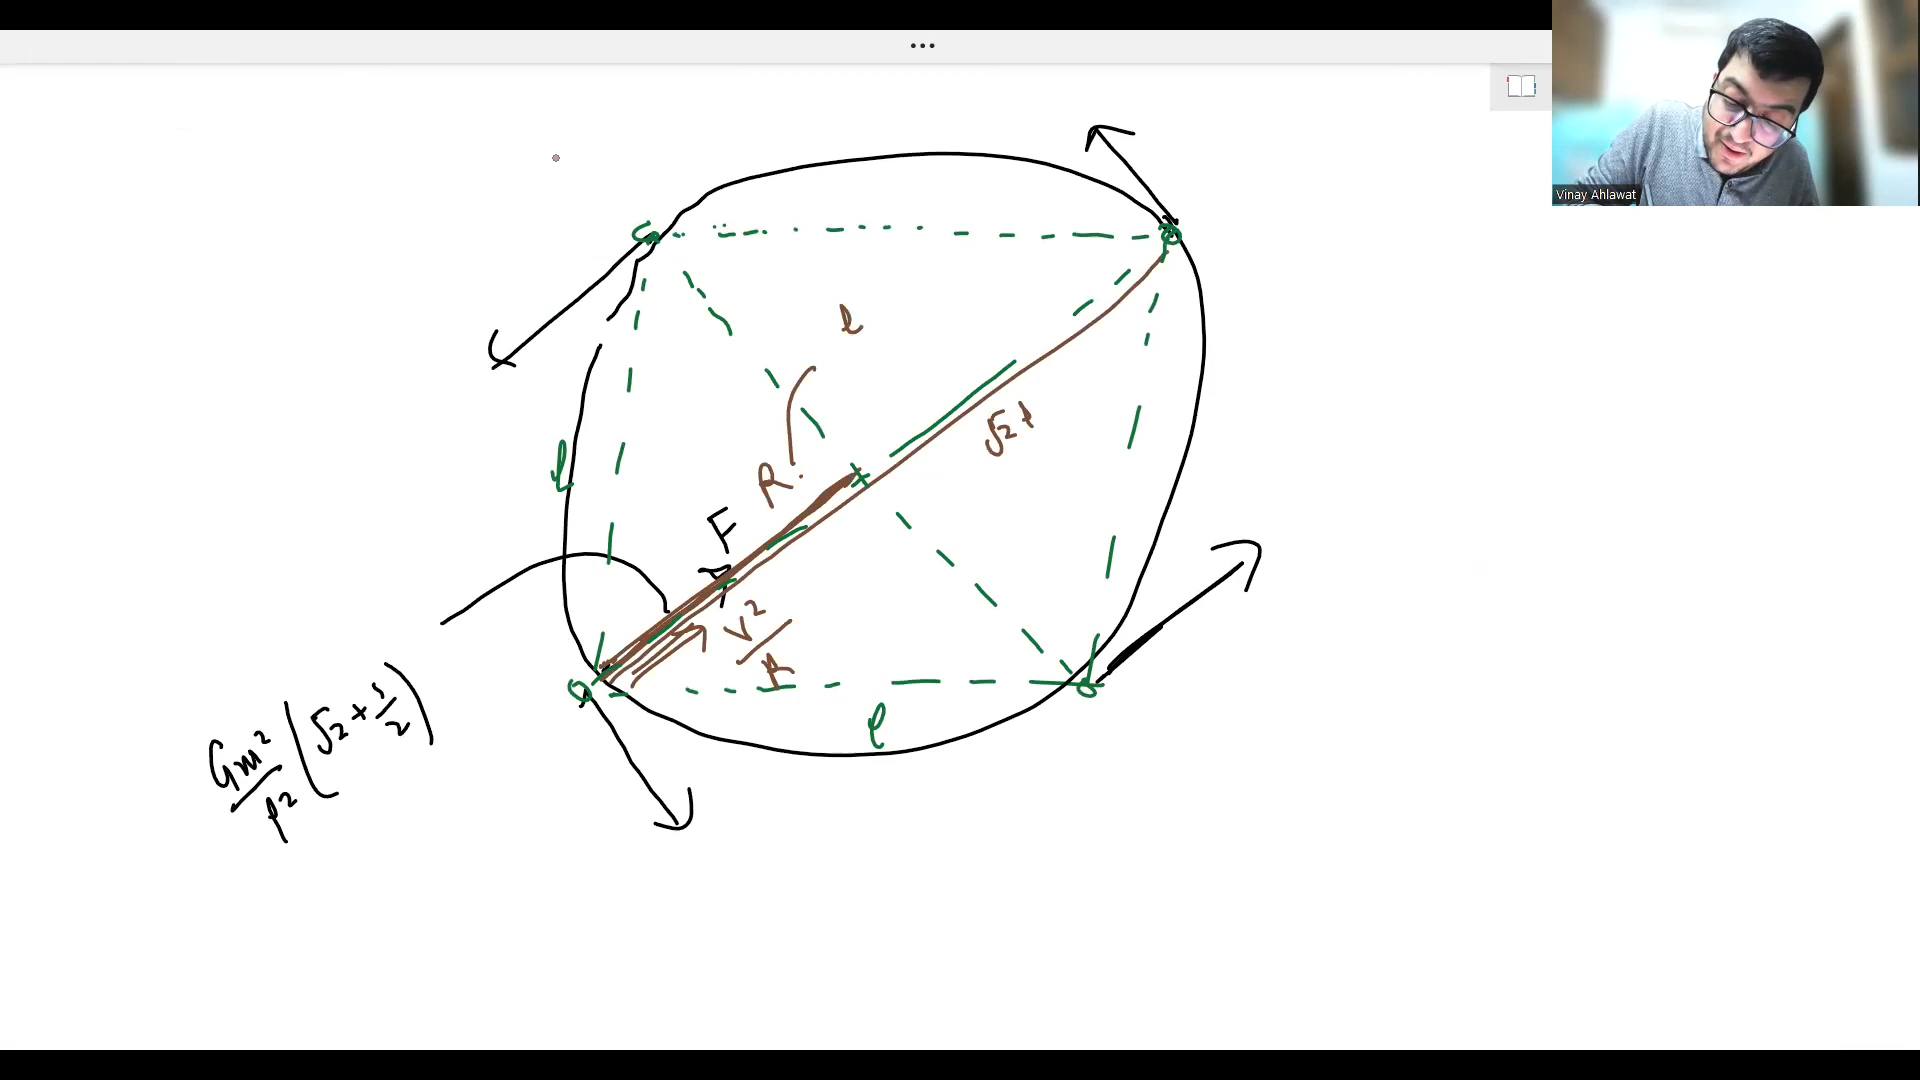 Vinay Ahlawat
l
l
√2 l
R
F
V²/R
Gm²/l² (√2 + 1/2)
l